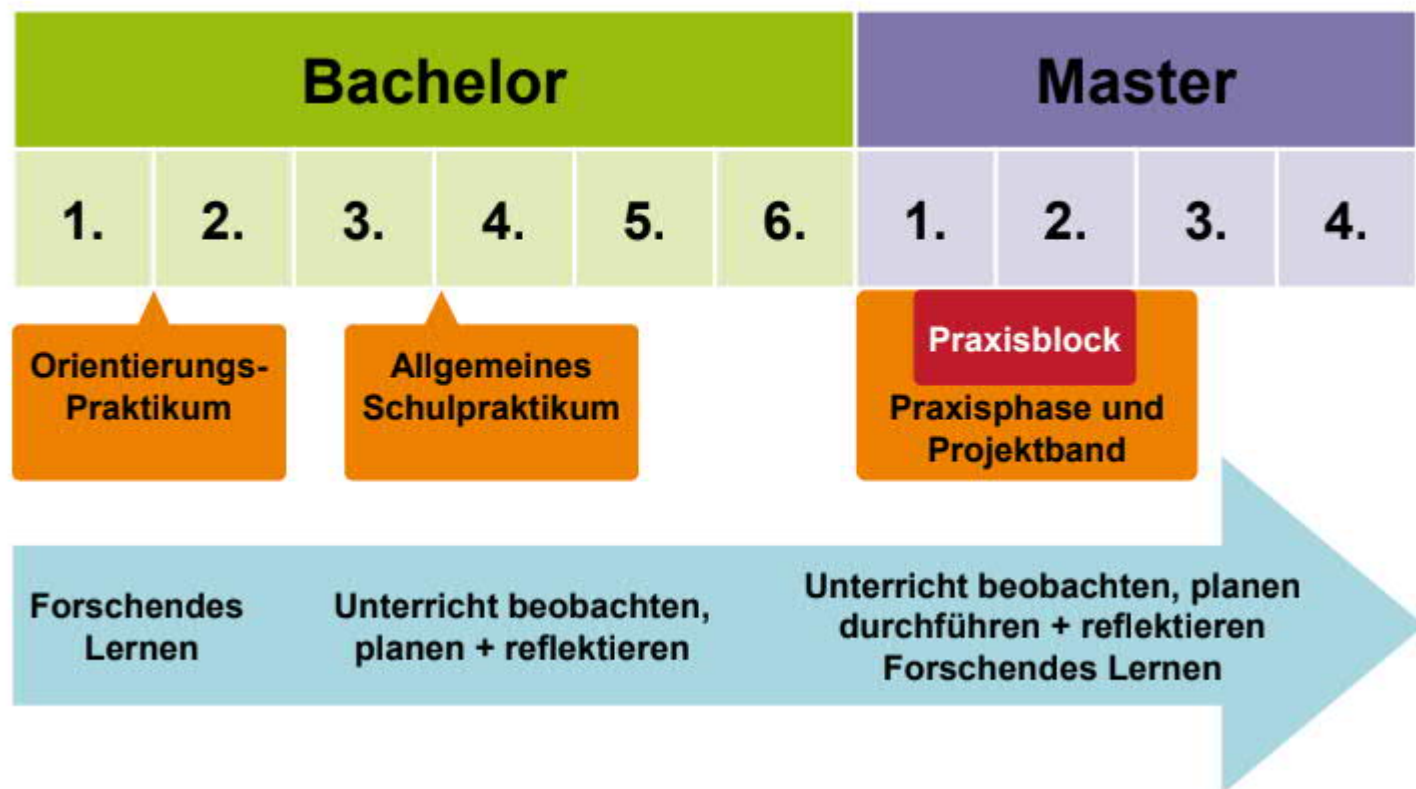 Bachelor
Master
1.
2.
3.
4.
5.
6.
1.
2.
3.
4.
Orientierungs-
Praktikum
Allgemeines
Schulpraktikum
Praxisblock
Praxisphase und
Projektband
Forschendes
Lernen
Unterricht beobachten,
planen + reflektieren
Unterricht beobachten, planen
durchführen + reflektieren
Forschendes Lernen